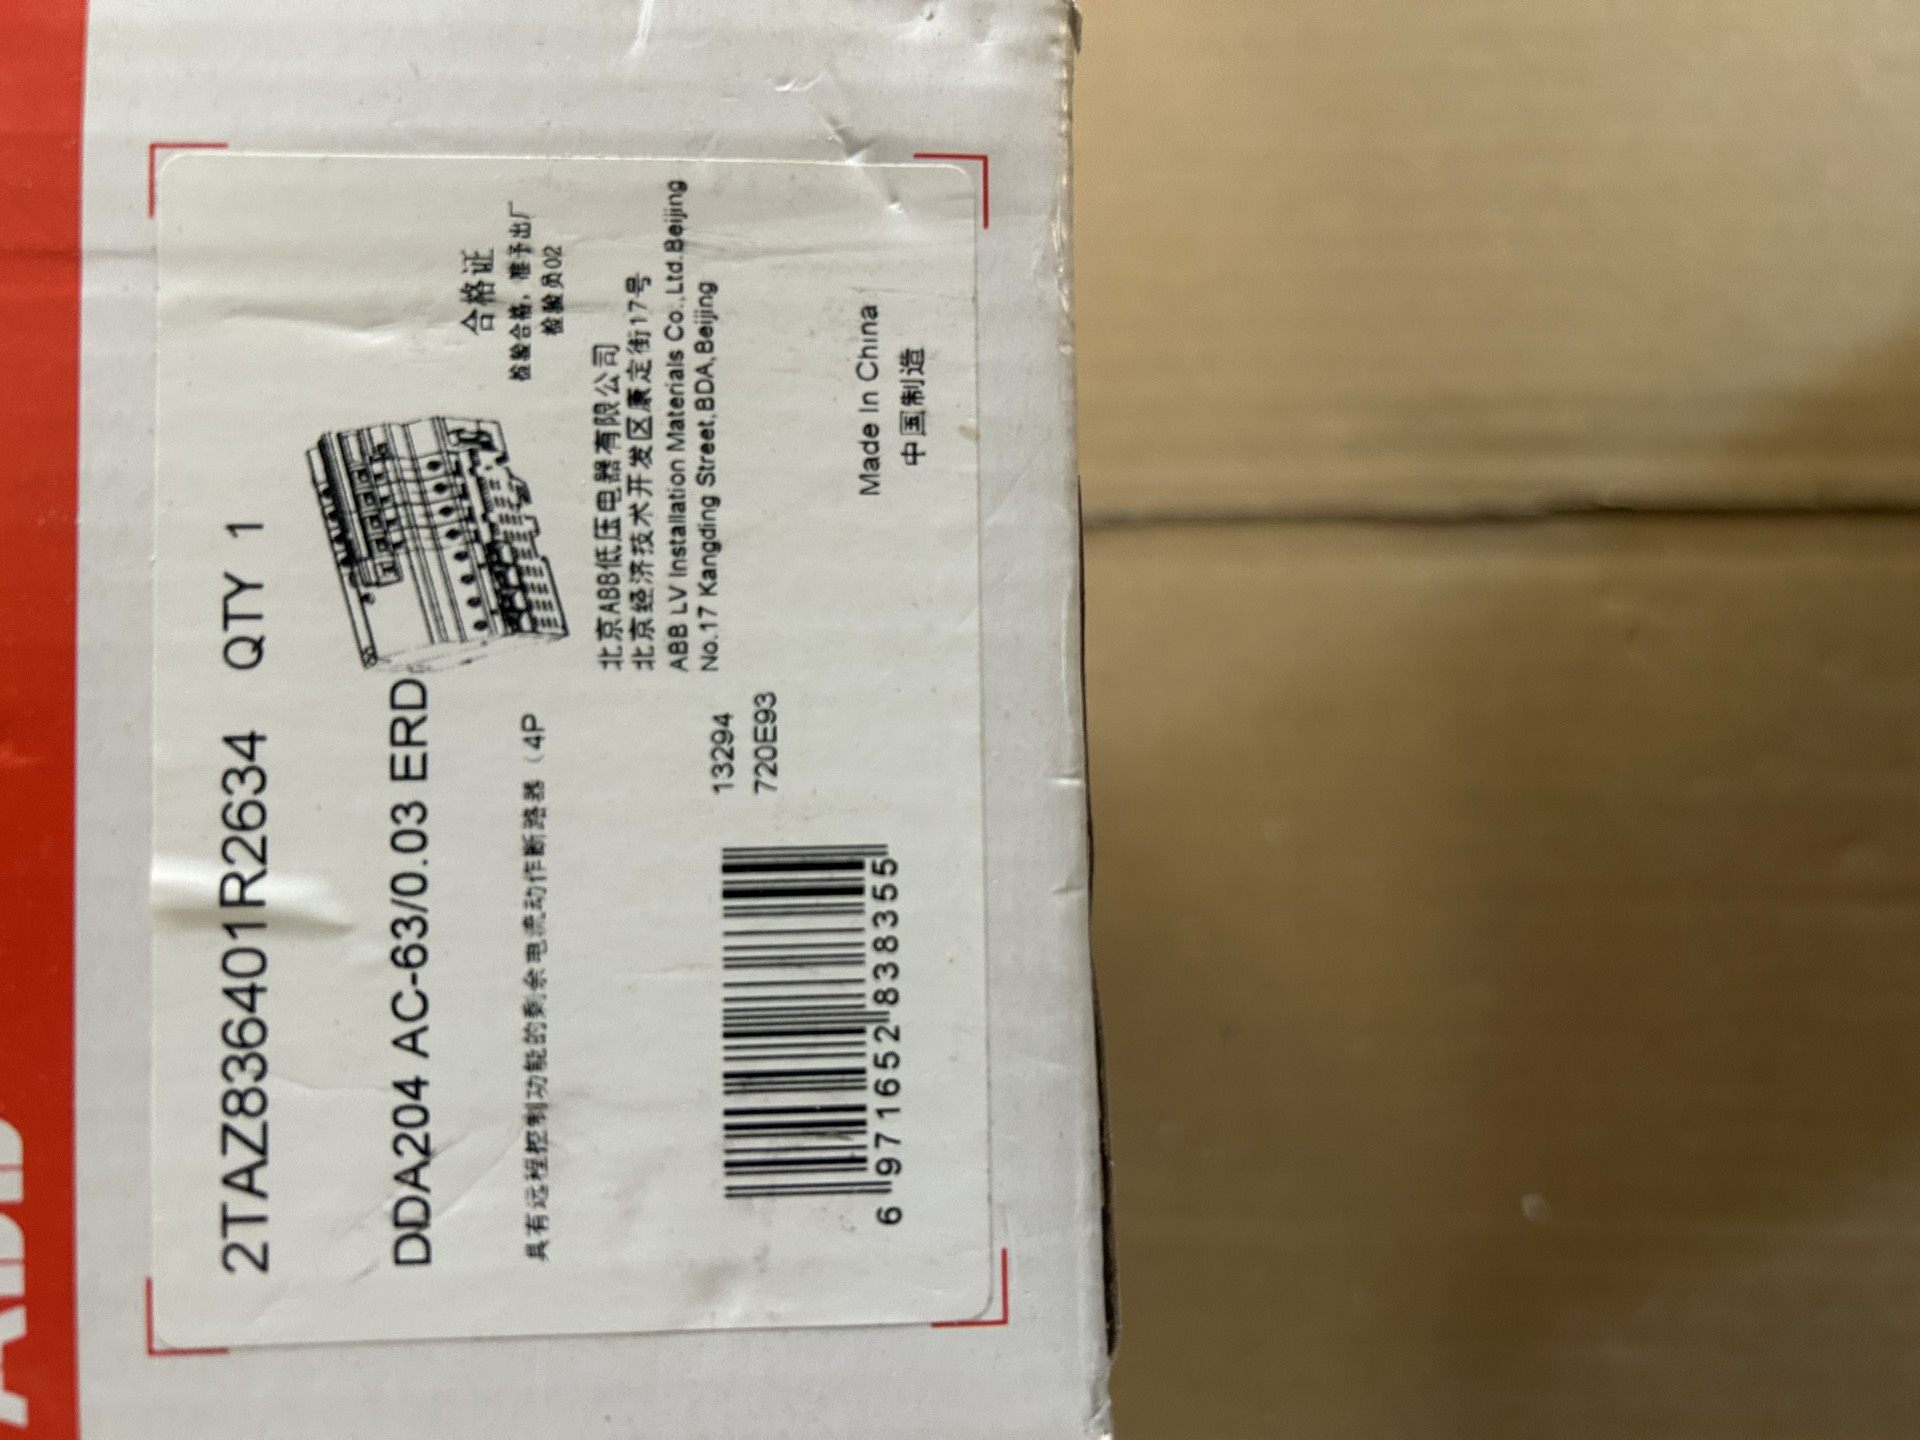 2TAZ836401R2634 QTY 1
DDA204 AC-63/0.03 ERD
具有远程控制功能的剩余电流动作断路器（4P
合格证
检验合格，准予出厂
检验员02
北京ABB低压电器有限公司
北京经济技术开发区康定街17号
ABB LV Installation Materials Co.,Ltd.Beijing
No.17 Kangding Street,BDA,Beijing
13294
720E93
6 971652 838355
Made In China
中国制造